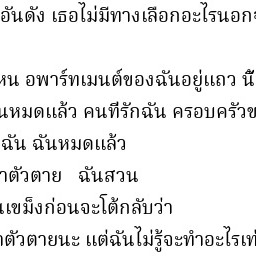 อันดัง เธอไม่มีทางเลือกอะไรนอก
หน อพาร์ทเมนต์ของฉันอยู่แถว นี้
หมดแล้ว คนที่รักฉัน ครอบครัว
ฉัน ฉันหมดแล้ว
ตัวตาย ฉันสวน
เขม็งก่อนจะโต้กลับว่า
ตัวตายนะ แต่ฉันไม่รู้จะทำอะไร